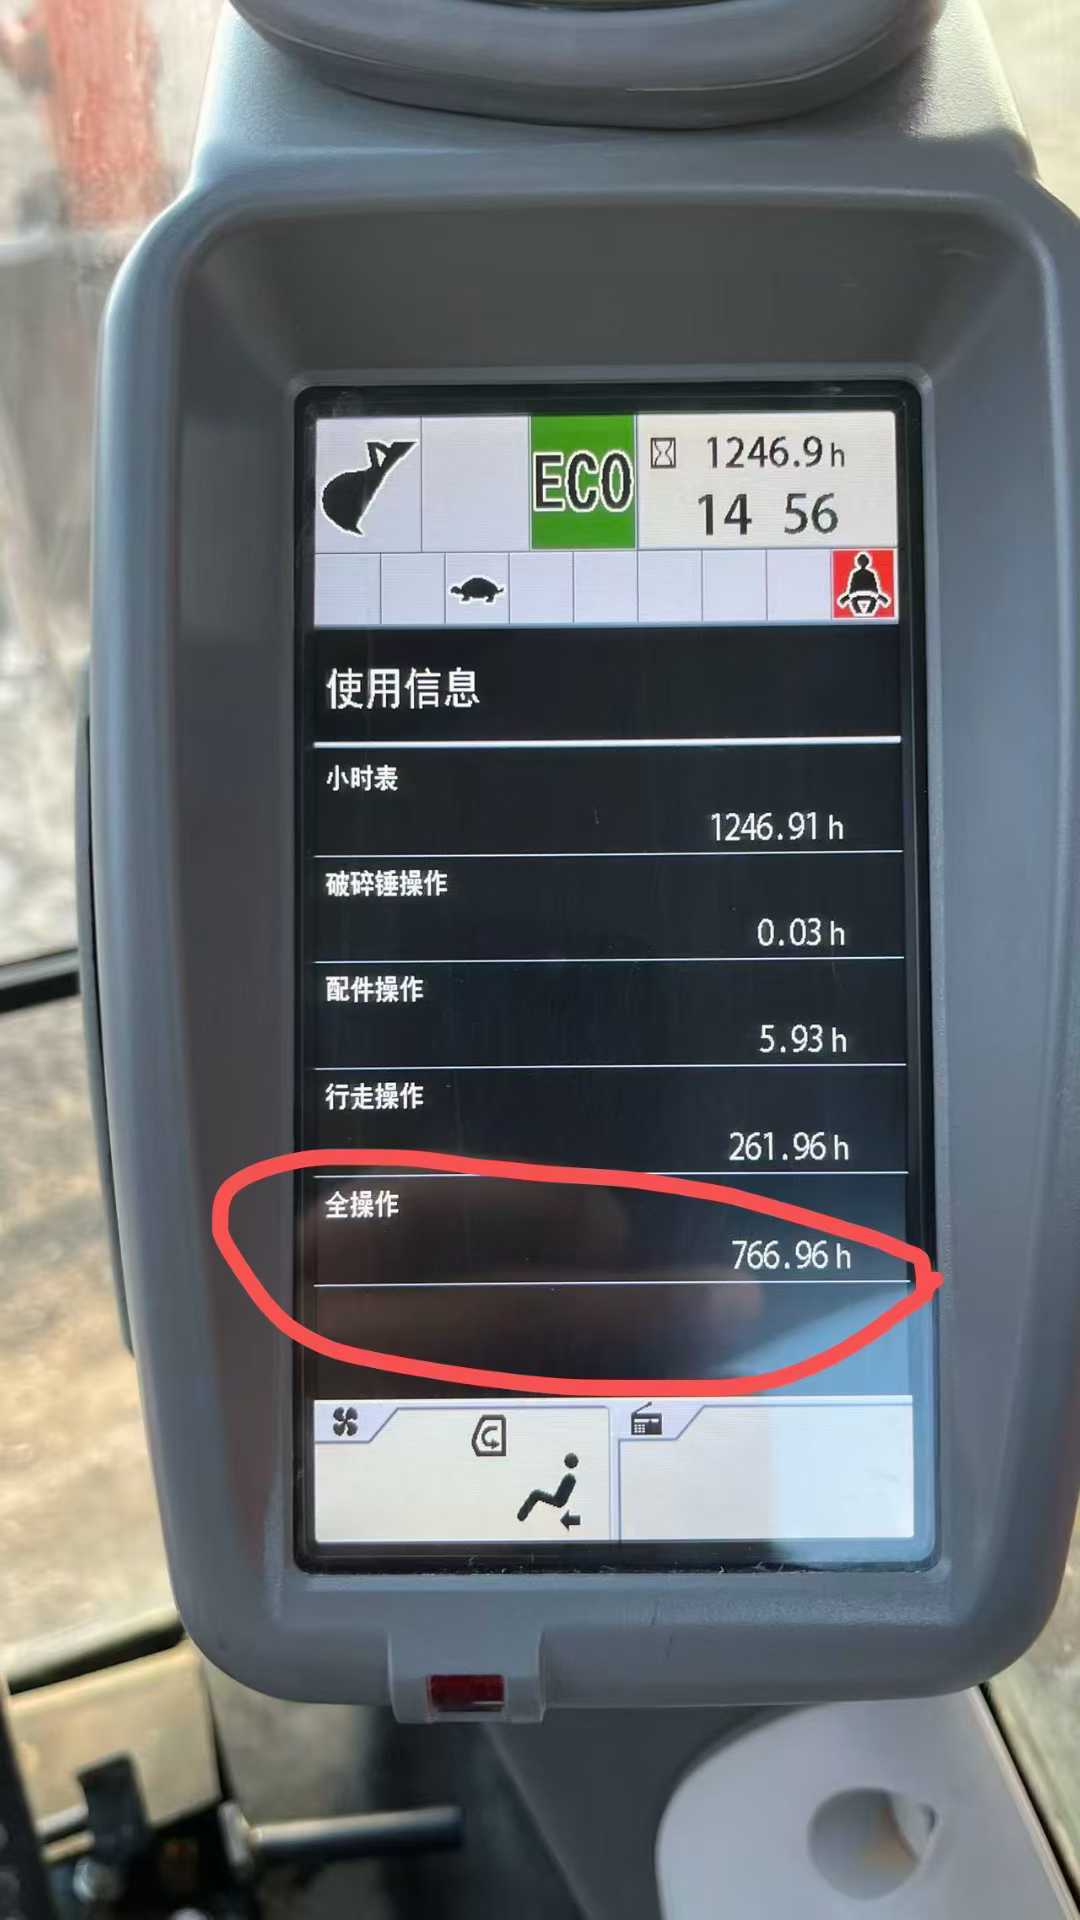 ECO
1246.9h
14 56
使用信息
小时表
1246.91 h
破碎锤操作
0.03 h
配件操作
5.93 h
行走操作
261.96 h
全操作
766.96 h